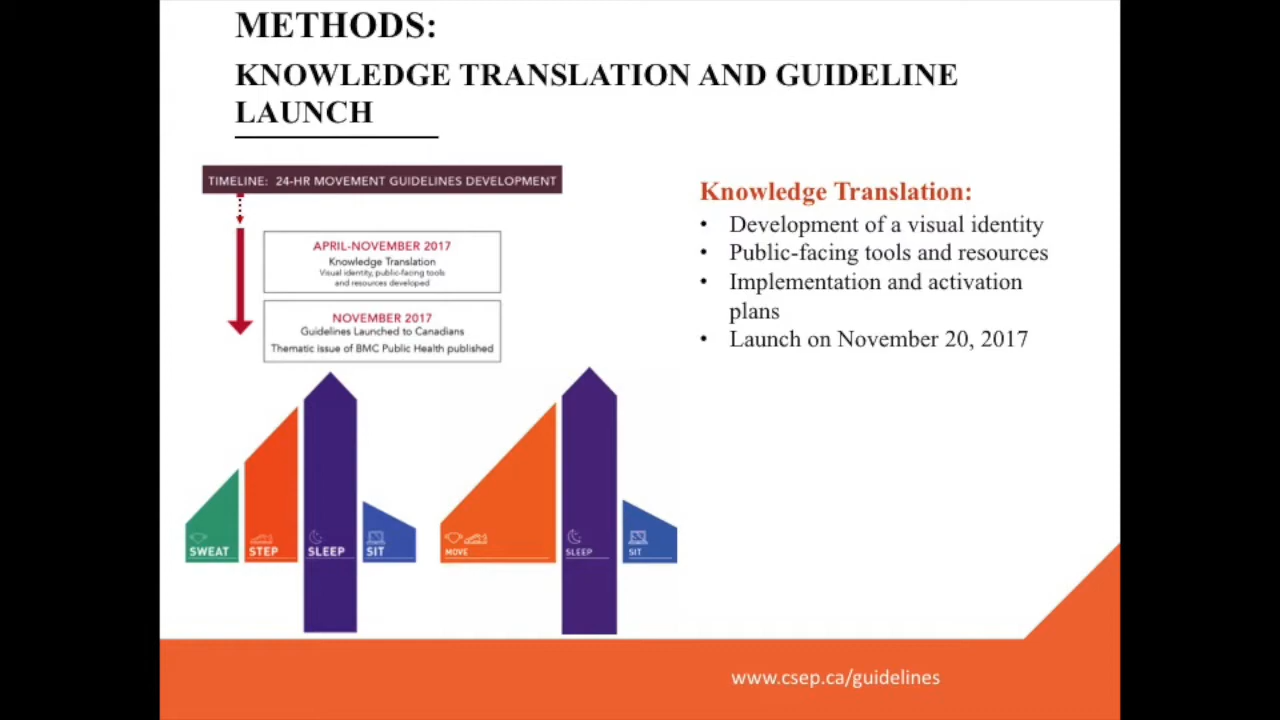 METHODS:
KNOWLEDGE TRANSLATION AND GUIDELINE
LAUNCH
TIMELINE: 24-HR MOVEMENT GUIDELINES DEVELOPMENT
APRIL-NOVEMBER 2017
Knowledge Translation
Visual identity, public-facing tools
and resources developed
NOVEMBER 2017
Guidelines Launched to Canadians
Thematic issue of BMC Public Health published
Knowledge Translation:
• Development of a visual identity
• Public-facing tools and resources
• Implementation and activation
plans
• Launch on November 20, 2017
SWEAT STEP SLEEP SIT
MOVE SLEEP SIT
www.csep.ca/guidelines